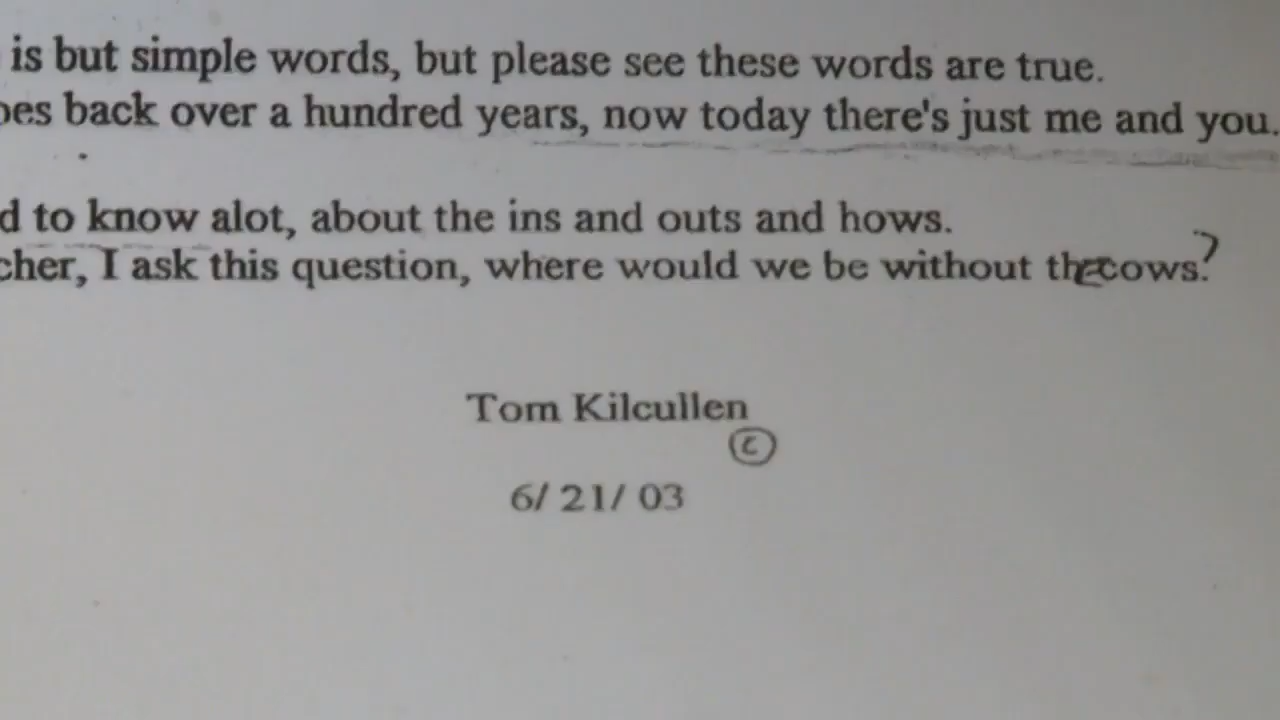 is but simple words, but please see these words are true.
oes back over a hundred years, now today there's just me and you.
d to know alot, about the ins and outs and hows.
cher, I ask this question, where would we be without the cows?
Tom Kilcullen
©
6/ 21/ 03